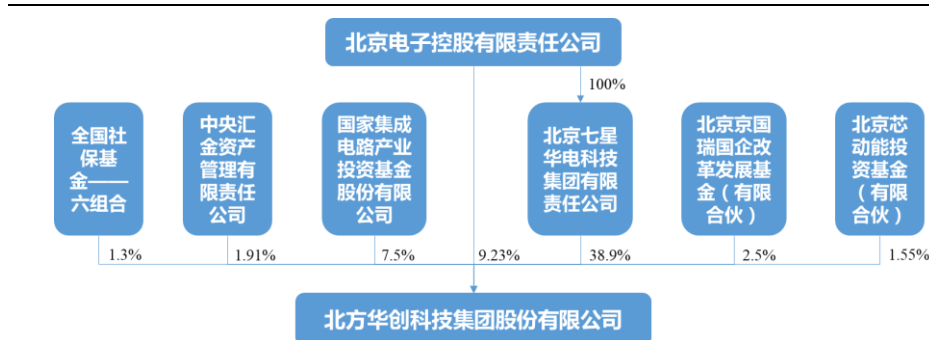 北京电子控股有限责任公司
100%
全国社
保基
金——
六组合
中央汇
金资产
管理有
限责任
公司
国家集成
电路产业
投资基金
股份有限
公司
北京七星
华电科技
集团有限
责任公司
北京京国
瑞国企改
革发展基
金（有限
合伙）
北京芯
动能投
资基金
（有限
合伙）
1.3%
1.91%
7.5%
9.23%
38.9%
2.5%
1.55%
北方华创科技集团股份有限公司